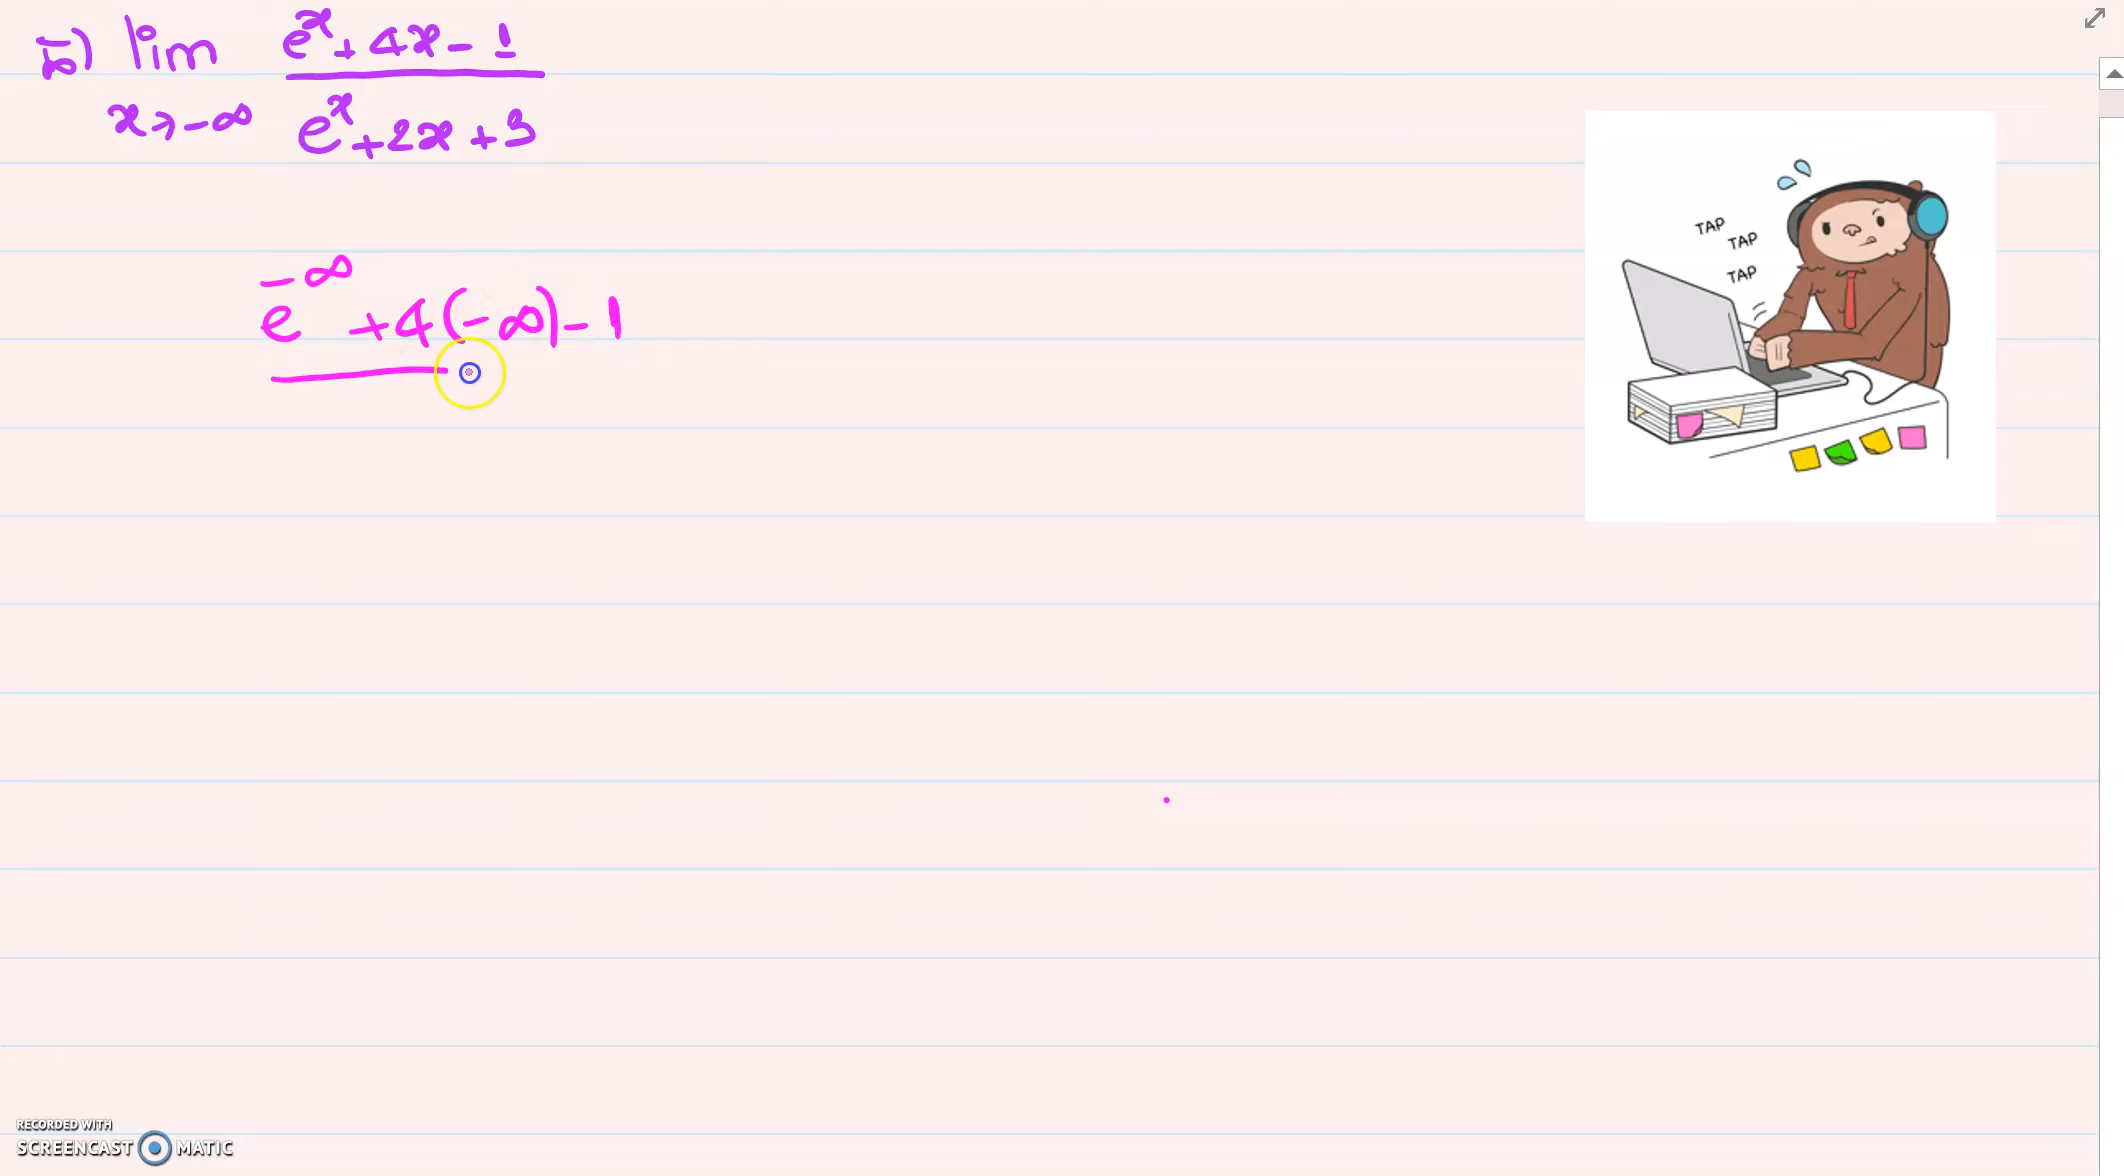 lim e^x + 4x - 1
x → -∞ e^x + 2x + 3
e^-∞ + 4(-∞) - 1
TAP
TAP
TAP
RECORDED WITH
SCREENCAST MATIC